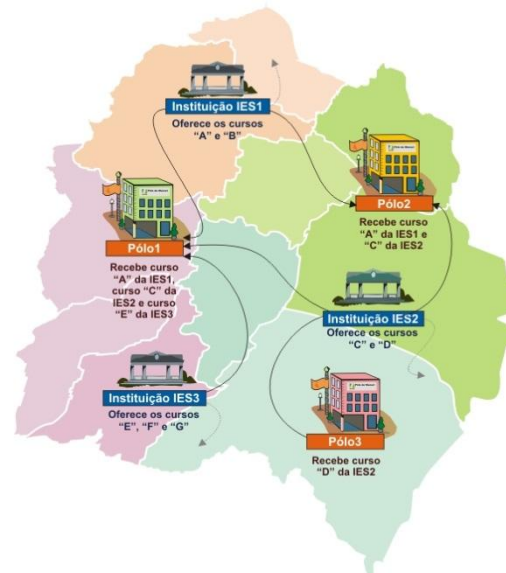 Instituição IES1
Oferece os cursos
"A" e "B"
Pólo2
Recebe curso
"A" da IES1 e
"C" da IES2
Pólo1
Recebe curso
"A" da IES1,
curso "C" da
IES2 e curso
"E" da IES3
Instituição IES2
Oferece os cursos
"C" e "D"
Instituição IES3
Oferece os cursos
"E", "F" e "G"
Pólo3
Recebe curso
"D" da IES2